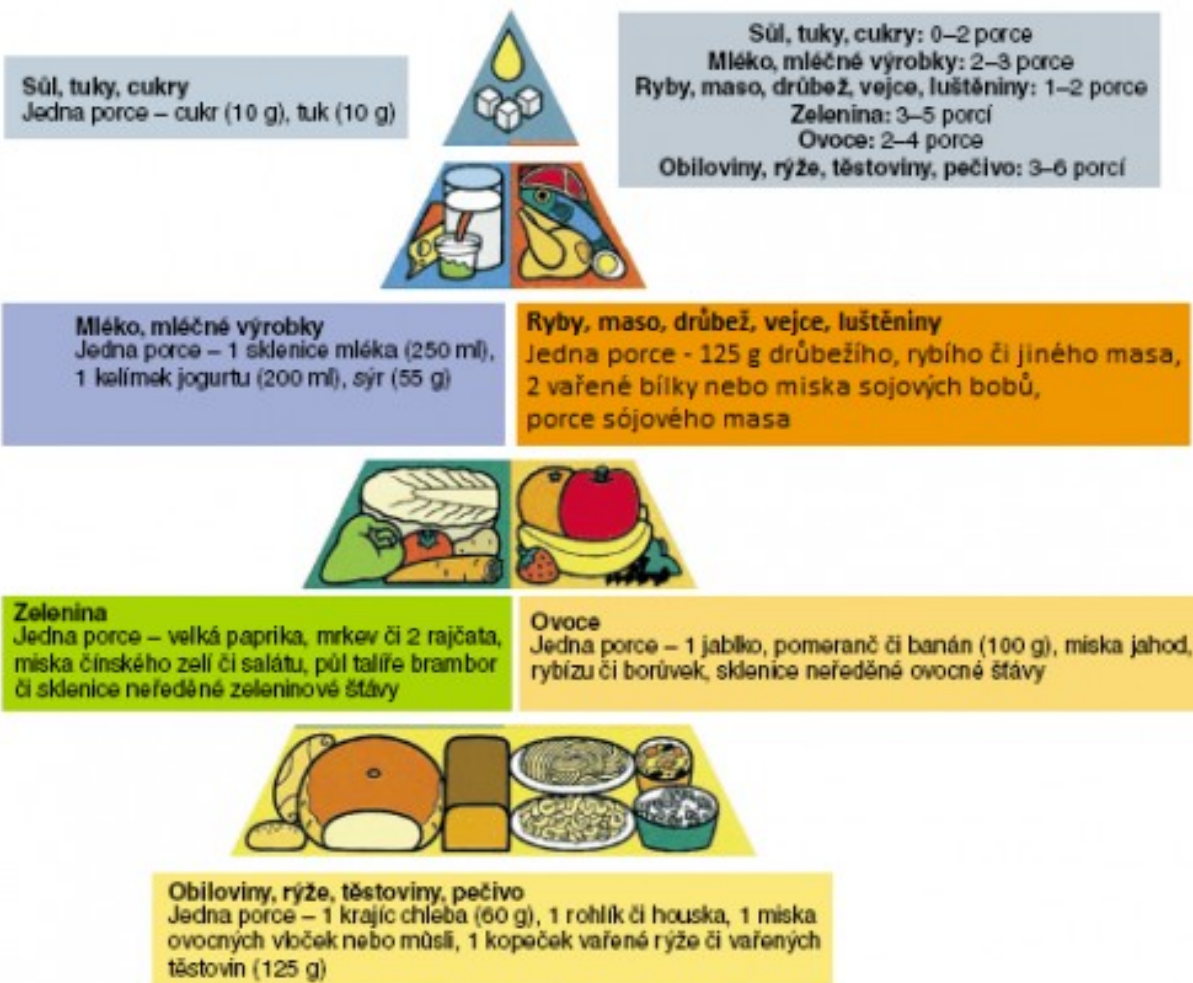 Sůl, tuky, cukry
Jedna porce – cukr (10 g), tuk (10 g)
Sůl, tuky, cukry: 0–2 porce
Mléko, mléčné výrobky: 2–3 porce
Ryby, maso, drůbež, vejce, luštěniny: 1–2 porce
Zelenina: 3–5 porcí
Ovoce: 2–4 porce
Obiloviny, rýže, těstoviny, pečivo: 3–6 porcí
Mléko, mléčné výrobky
Jedna porce – 1 sklenice mléka (250 ml),
1 kelímek jogurtu (200 ml), sýr (55 g)
Ryby, maso, drůbež, vejce, luštěniny
Jedna porce - 125 g drůbežího, rybího či jiného masa,
2 vařené bílky nebo miska sojových bobů,
porce sójového masa
Zelenina
Jedna porce – velká paprika, mrkev či 2 rajčata,
miska čínského zelí či salátu, půl talíře brambor
či sklenice neředěné zeleninové šťávy
Ovoce
Jedna porce – 1 jablko, pomeranč či banán (100 g), miska jahod,
rybízu či borůvek, sklenice neředěné ovocné šťávy
Obiloviny, rýže, těstoviny, pečivo
Jedna porce – 1 krajíc chleba (60 g), 1 rohlík či houska, 1 miska
ovocných vloček nebo müsli, 1 kopeček vařené rýže či vařených
těstovin (125 g)